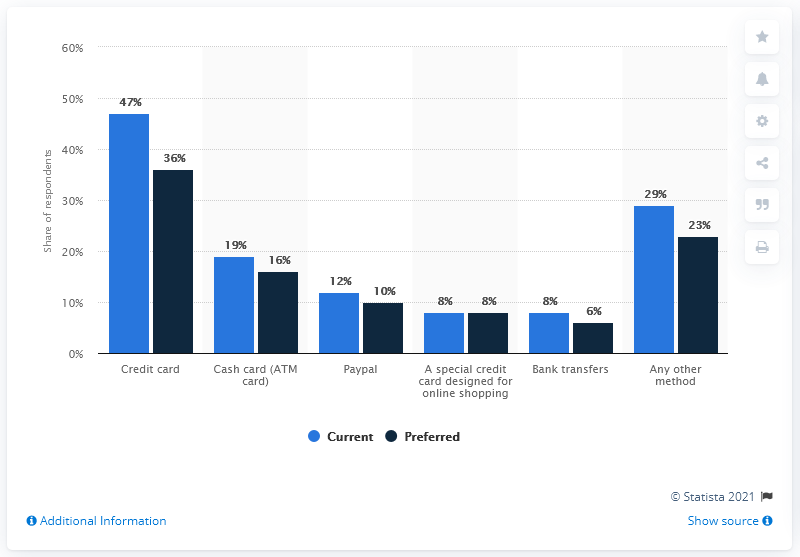 60%
50%
40%
30%
20%
10%
0%
Share of respondents
47%
36%
19%
16%
12%
10%
8%
8%
8%
6%
29%
23%
Credit card
Cash card (ATM
card)
Paypal
A special credit
card designed for
online shopping
Bank transfers
Any other
method
Current
Preferred
© Statista 2021
Additional Information
Show source